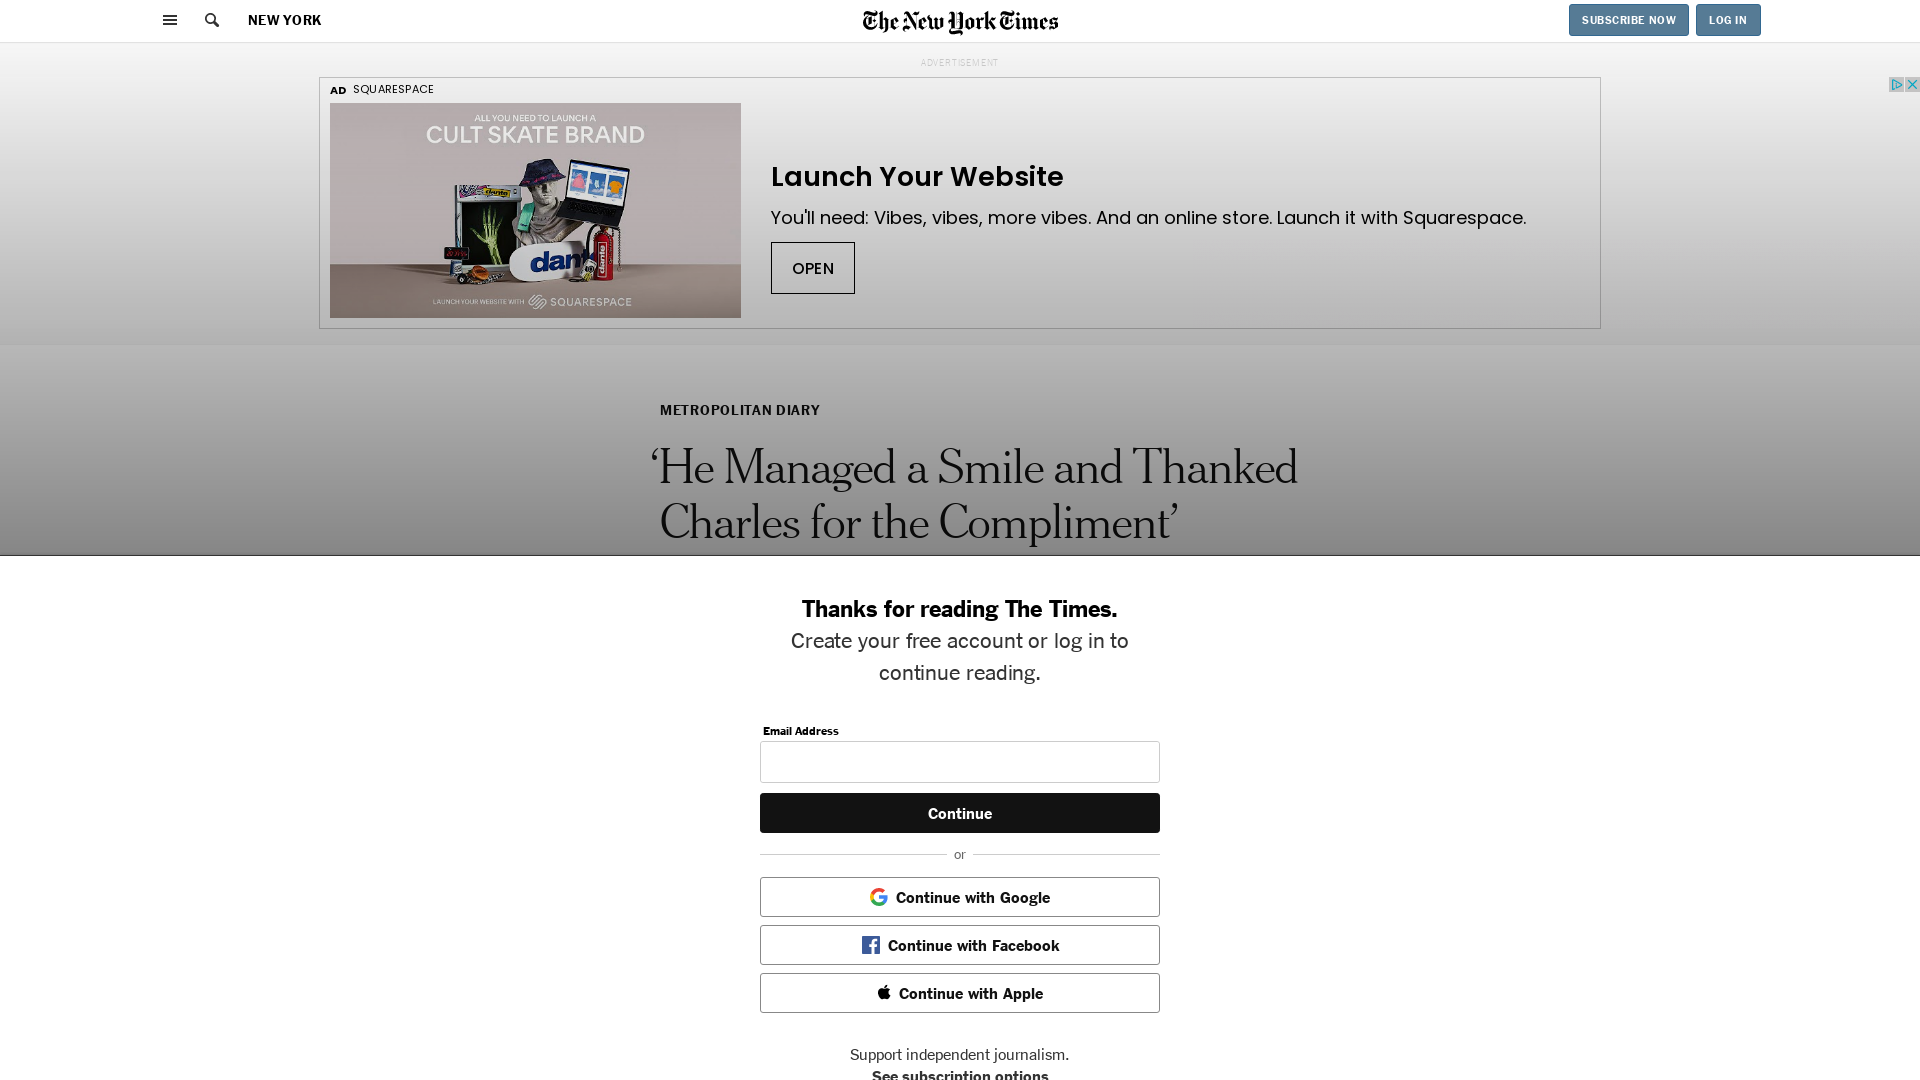 NEW YORK
The New York Times
SUBSCRIBE NOW
LOG IN
ADVERTISEMENT
AD SQUARESPACE
ALL YOU NEED TO LAUNCH A
CULT SKATE BRAND
dante
dante
dante
LAUNCH YOUR WEBSITE WITH SQUARESPACE
Launch Your Website
You'll need: Vibes, vibes, more vibes. And an online store. Launch it with Squarespace.
OPEN
METROPOLITAN DIARY
‘He Managed a Smile and Thanked
Charles for the Compliment’
Thanks for reading The Times.
Create your free account or log in to
continue reading.
Email Address
Continue
or
Continue with Google
Continue with Facebook
Continue with Apple
Support independent journalism.
See subscription options